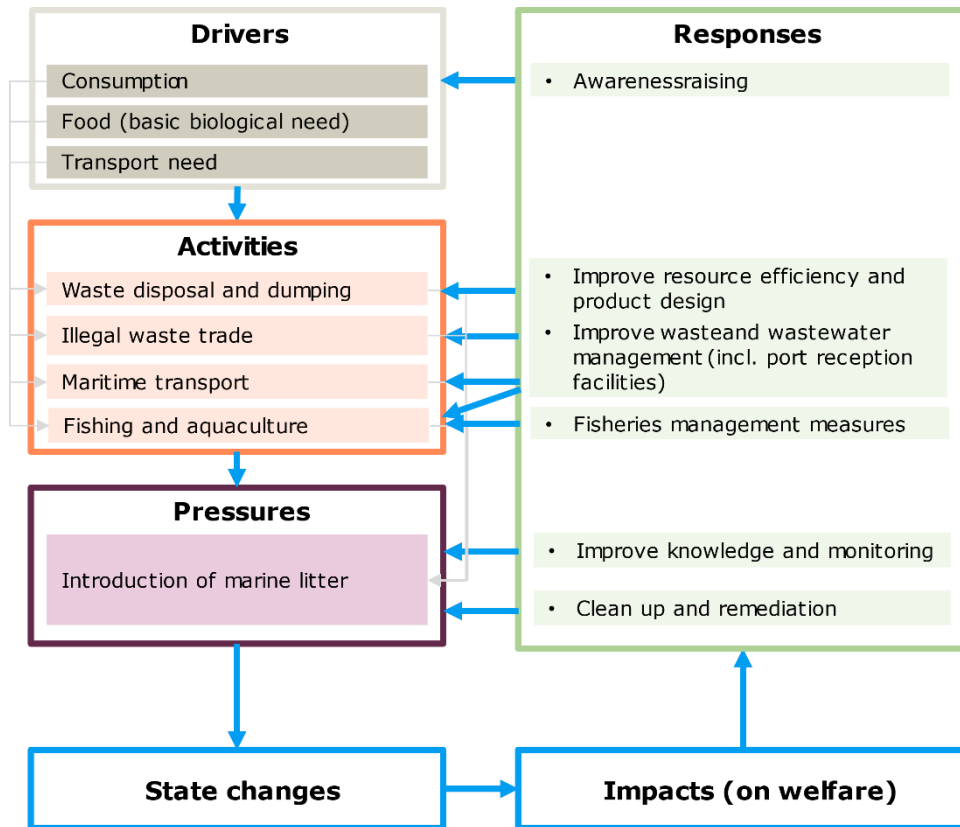 Drivers
Consumption
Food (basic biological need)
Transport need
Activities
Waste disposal and dumping
Illegal waste trade
Maritime transport
Fishing and aquaculture
Pressures
Introduction of marine litter
State changes
Responses
• Awarenessraising
• Improve resource efficiency and
product design
• Improve wasteand wastewater
management (incl. port reception
facilities)
• Fisheries management measures
• Improve knowledge and monitoring
• Clean up and remediation
Impacts (on welfare)